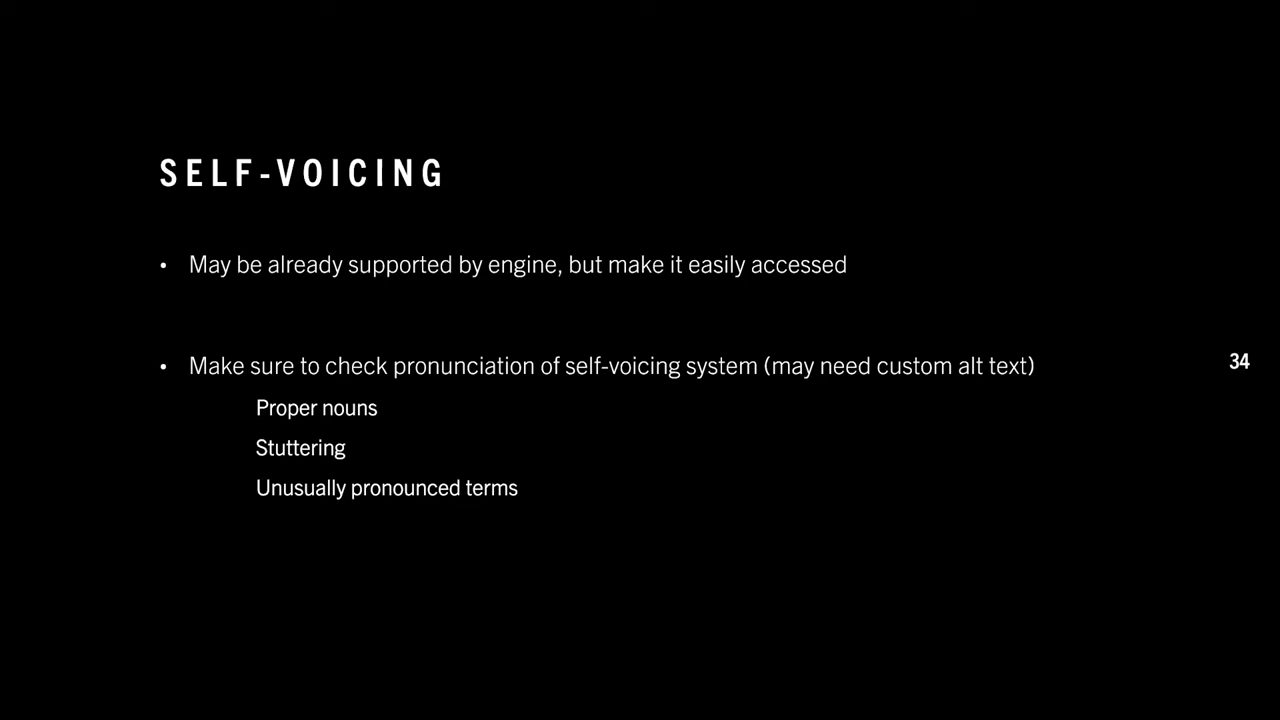 SELF-VOICING
• May be already supported by engine, but make it easily accessed
• Make sure to check pronunciation of self-voicing system (may need custom alt text)
34
Proper nouns
Stuttering
Unusually pronounced terms